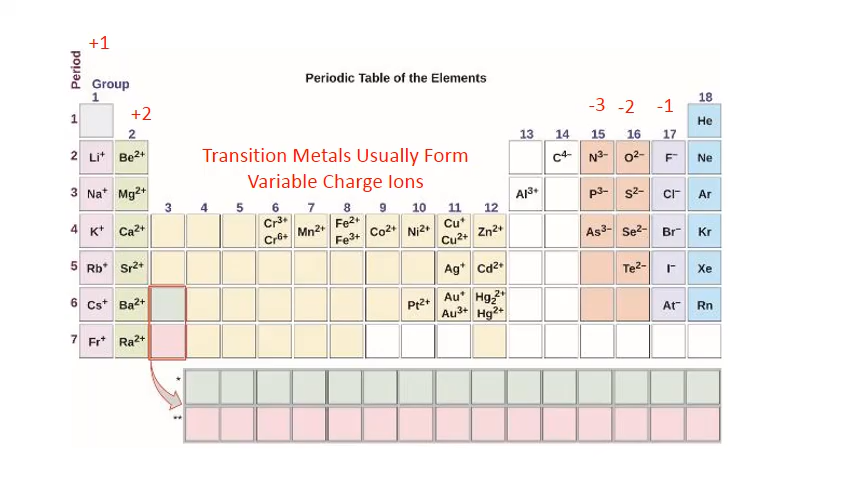 +1
Period
Group
1
Periodic Table of the Elements
+2
-3 -2 -1
18
1 He
2 13 14 15 16 17
2 Li⁺ Be²⁺ C⁴⁻ N³⁻ O²⁻ F⁻ Ne
Transition Metals Usually Form
Variable Charge Ions
3 Na⁺ Mg²⁺ Al³⁺ P³⁻ S²⁻ Cl⁻ Ar
3 4 5 6 7 8 9 10 11 12
4 K⁺ Ca²⁺ Cr³⁺ Cr⁶⁺ Mn²⁺ Fe²⁺ Fe³⁺ Co²⁺ Ni²⁺ Cu⁺ Cu²⁺ Zn²⁺ As³⁻ Se²⁻ Br⁻ Kr
5 Rb⁺ Sr²⁺ Ag⁺ Cd²⁺ Te²⁻ I⁻ Xe
6 Cs⁺ Ba²⁺ Pt²⁺ Au⁺ Au³⁺ Hg₂²⁺ Hg²⁺ At⁻ Rn
7 Fr⁺ Ra²⁺
*
**